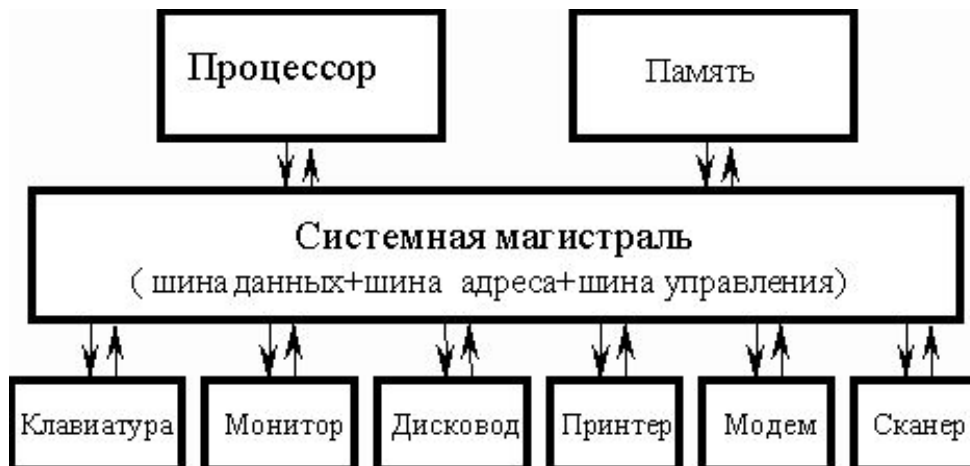 Процессор
Память
Системная магистраль
( шина данных+шина адреса+шина управления)
Клавиатура
Монитор
Дисковод
Принтер
Модем
Сканер